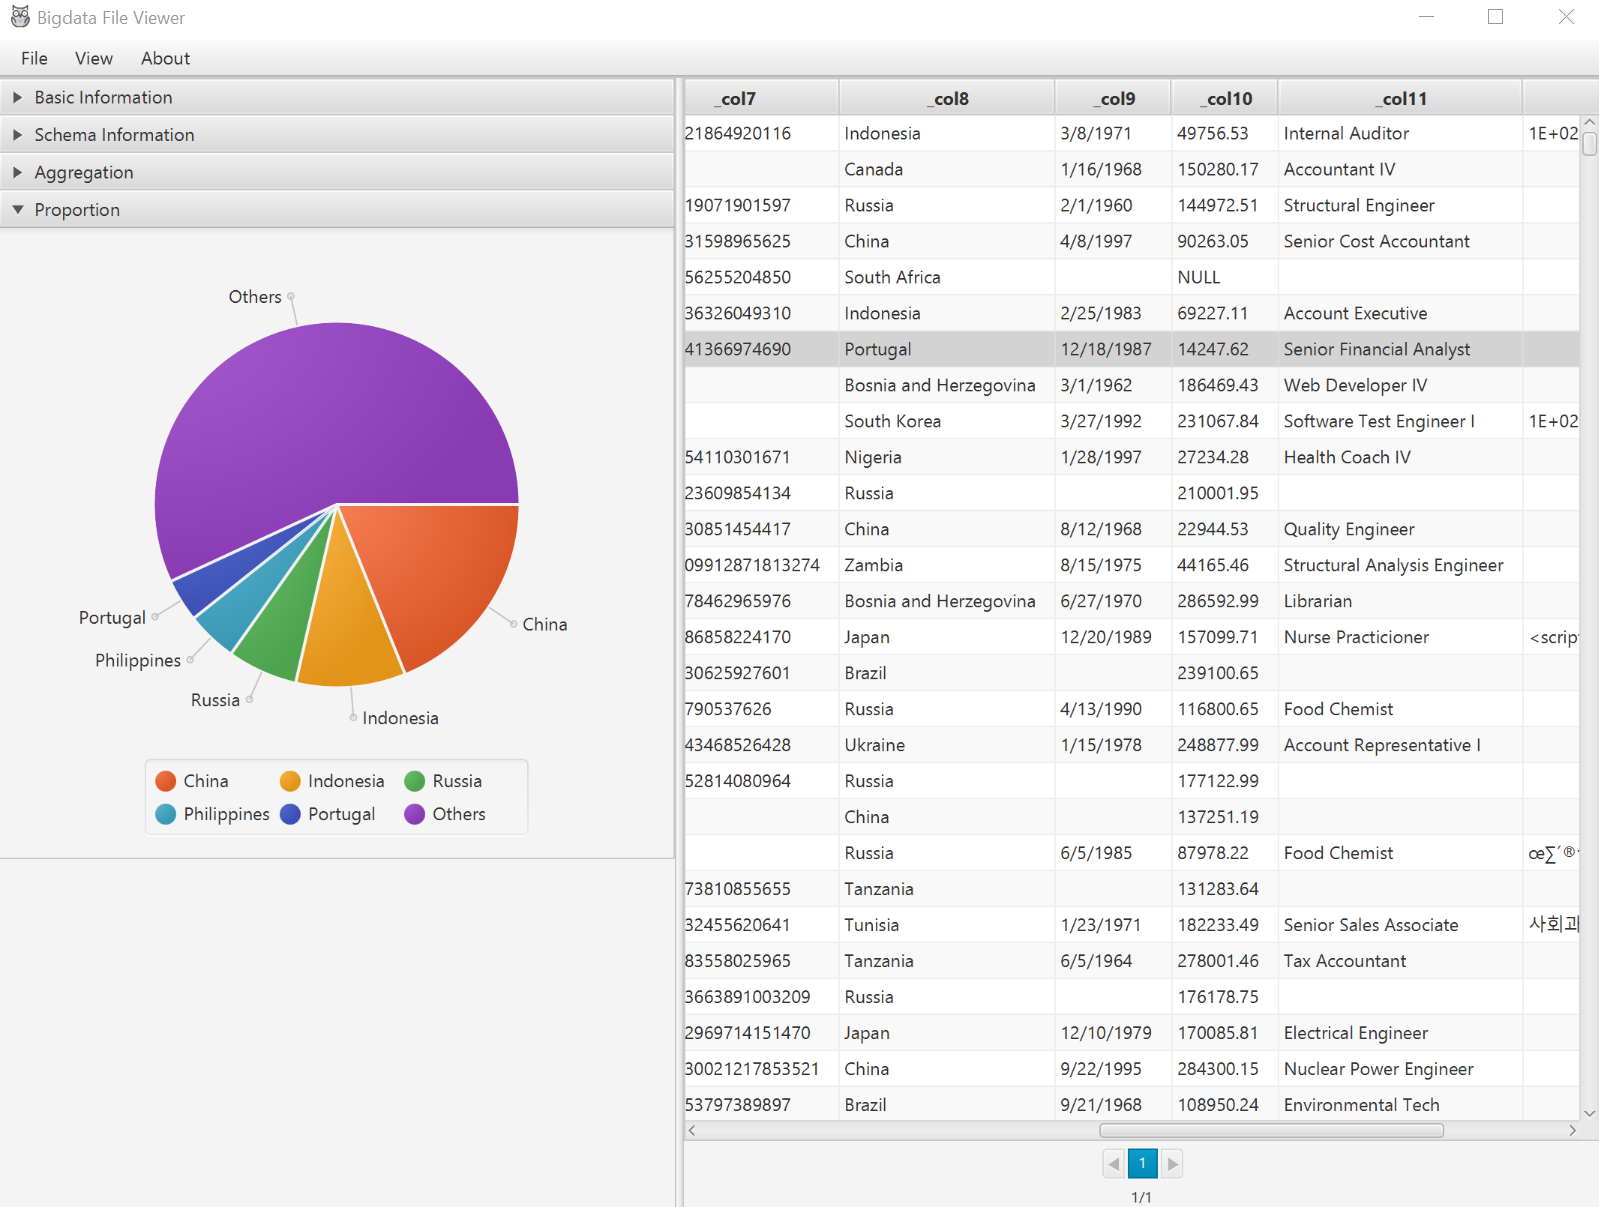 Bigdata File Viewer
File View About
Basic Information
Schema Information
Aggregation
Proportion
Others
China
Indonesia
Russia
Philippines
Portugal
China Indonesia Russia
Philippines Portugal Others
_col7 _col8 _col9 _col10 _col11
21864920116 Indonesia 3/8/1971 49756.53 Internal Auditor 1E+02
Canada 1/16/1968 150280.17 Accountant IV
19071901597 Russia 2/1/1960 144972.51 Structural Engineer
31598965625 China 4/8/1997 90263.05 Senior Cost Accountant
56255204850 South Africa NULL
36326049310 Indonesia 2/25/1983 69227.11 Account Executive
41366974690 Portugal 12/18/1987 14247.62 Senior Financial Analyst
Bosnia and Herzegovina 3/1/1962 186469.43 Web Developer IV
South Korea 3/27/1992 231067.84 Software Test Engineer I 1E+02
54110301671 Nigeria 1/28/1997 27234.28 Health Coach IV
23609854134 Russia 210001.95
30851454417 China 8/12/1968 22944.53 Quality Engineer
09912871813274 Zambia 8/15/1975 44165.46 Structural Analysis Engineer
78462965976 Bosnia and Herzegovina 6/27/1970 286592.99 Librarian
86858224170 Japan 12/20/1989 157099.71 Nurse Practicioner <script
30625927601 Brazil 239100.65
790537626 Russia 4/13/1990 116800.65 Food Chemist
43468526428 Ukraine 1/15/1978 248877.99 Account Representative I
52814080964 Russia 177122.99
China 137251.19
Russia 6/5/1985 87978.22 Food Chemist œ∑´®
73810855655 Tanzania 131283.64
32455620641 Tunisia 1/23/1971 182233.49 Senior Sales Associate 사회과
83558025965 Tanzania 6/5/1964 278001.46 Tax Accountant
3663891003209 Russia 176178.75
2969714151470 Japan 12/10/1979 170085.81 Electrical Engineer
30021217853521 China 9/22/1995 284300.15 Nuclear Power Engineer
53797389897 Brazil 9/21/1968 108950.24 Environmental Tech
1
1/1